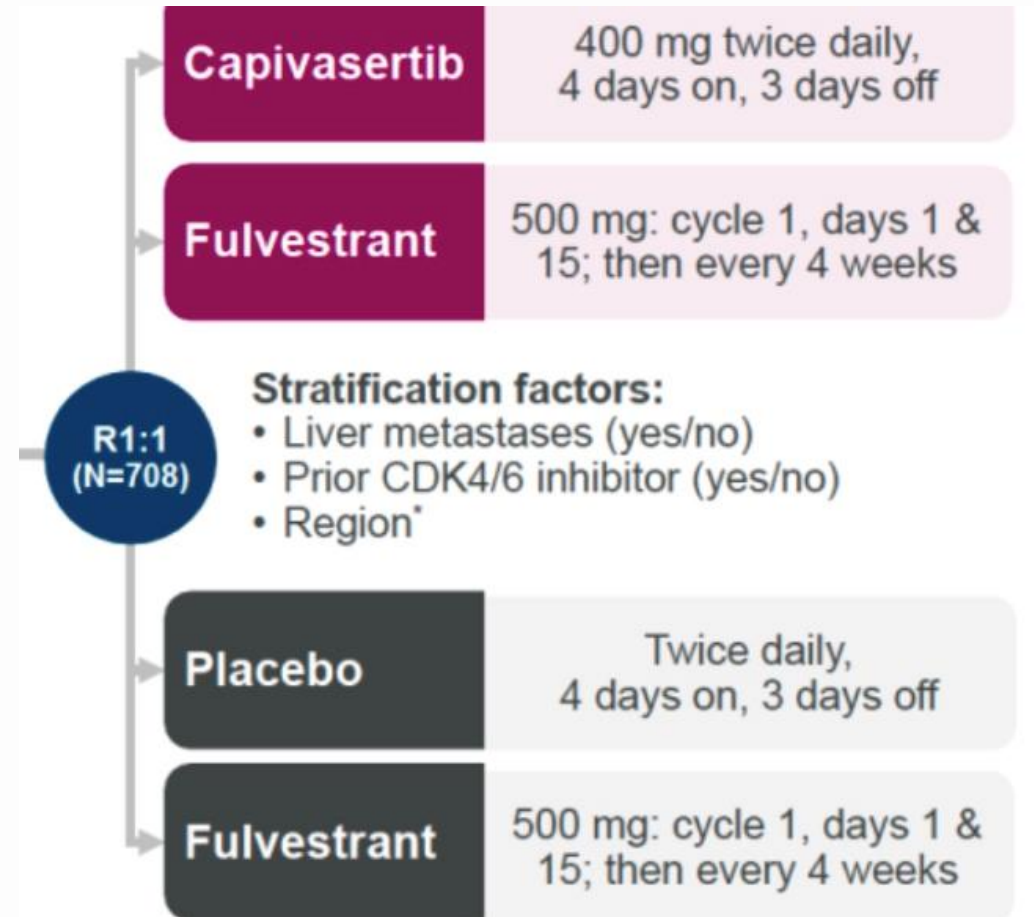 Capivasertib
400 mg twice daily,
4 days on, 3 days off
Fulvestrant
500 mg: cycle 1, days 1 &
15; then every 4 weeks
R1:1
(N=708)
Stratification factors:
• Liver metastases (yes/no)
• Prior CDK4/6 inhibitor (yes/no)
• Region*
Placebo
Twice daily,
4 days on, 3 days off
Fulvestrant
500 mg: cycle 1, days 1 &
15; then every 4 weeks